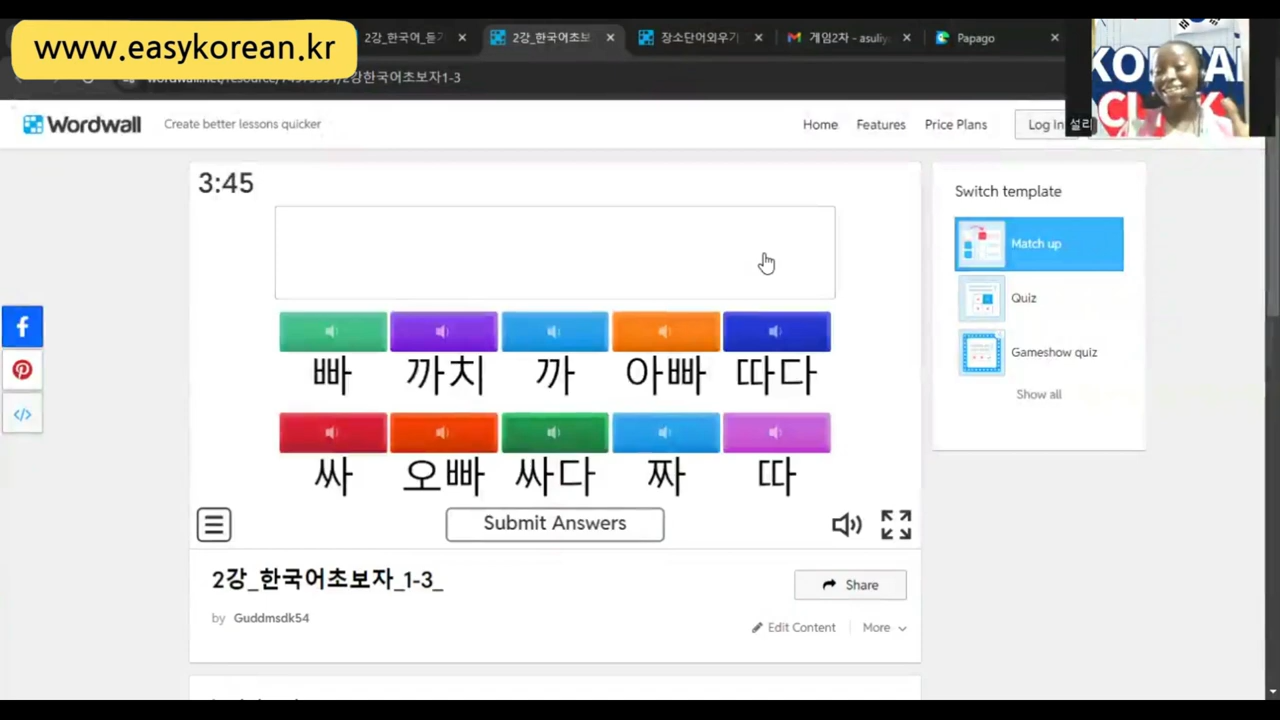 www.easykorean.kr
2강_한국어_듣기
2강_한국어초보
장소단어외우기
게임2차 - asuliy
Papago
wordwall.net/resource/74975391/2강한국어초보자1-3
Wordwall
Create better lessons quicker
Home
Features
Price Plans
Log In
설리
3:45
Switch template
Match up
Quiz
Gameshow quiz
Show all
빠 까치 까 아빠 따다
싸 오빠 싸다 짜 따
Submit Answers
2강_한국어초보자_1-3_
Share
by Guddmsdk54
Edit Content
More